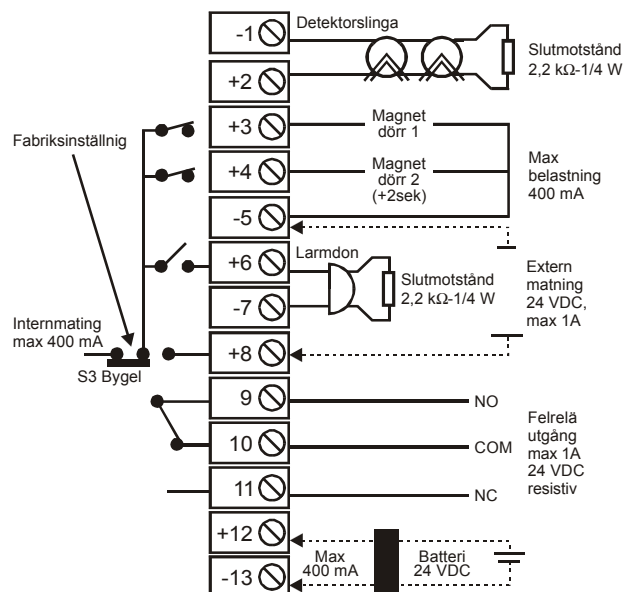 -1
Detektorslinga
Slutmotstånd
2,2 kΩ-1/4 W
+2
Fabriksinställnig
+3
Magnet
dörr 1
+4
Magnet
dörr 2
(+2sek)
Max
belastning
400 mA
-5
+6
Larmdon
Slutmotstånd
2,2 kΩ-1/4 W
-7
Extern
matning
24 VDC,
max 1A
Internmating
max 400 mA
S3 Bygel
+8
9
NO
10
COM
11
NC
Felrelä
utgång
max 1A
24 VDC
resistiv
+12
-13
Max
400 mA
Batteri
24 VDC